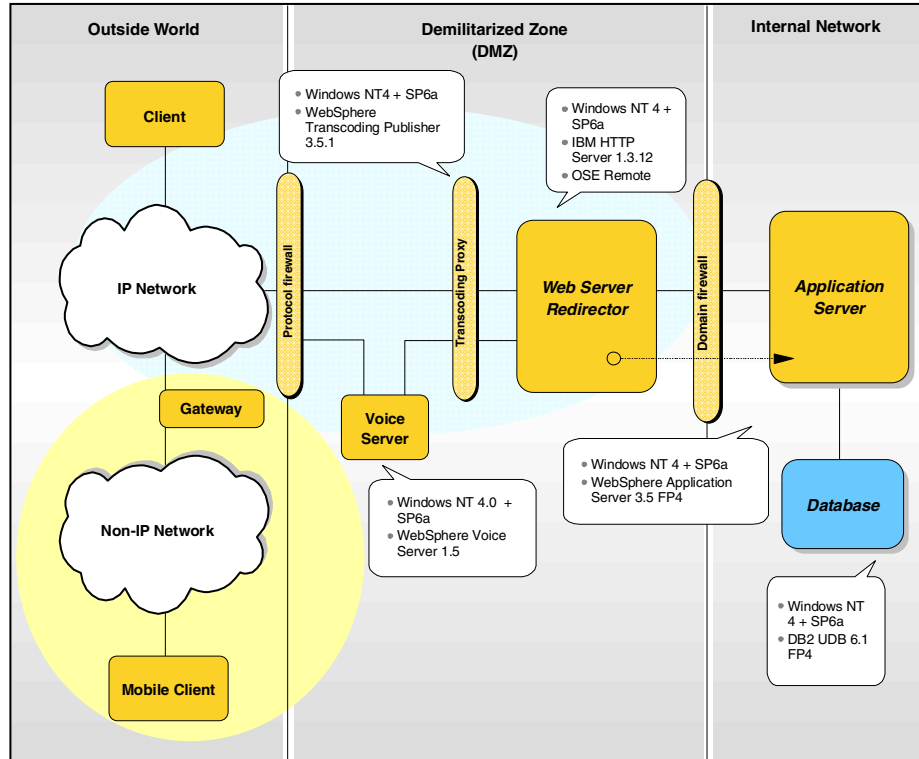 Outside World
Demilitarized Zone
(DMZ)
Internal Network
Client
• Windows NT4 + SP6a
• WebSphere
Transcoding Publisher
3.5.1
• Windows NT 4 +
SP6a
• IBM HTTP
Server 1.3.12
• OSE Remote
IP Network
Protocol firewall
Transcoding Proxy
Web Server
Redirector
Domain firewall
Application
Server
Gateway
Voice
Server
• Windows NT 4 + SP6a
• WebSphere Application
Server 3.5 FP4
Database
Non-IP Network
• Windows NT 4.0 +
SP6a
• WebSphere Voice
Server 1.5
• Windows NT
4 + SP6a
• DB2 UDB 6.1
FP4
Mobile Client